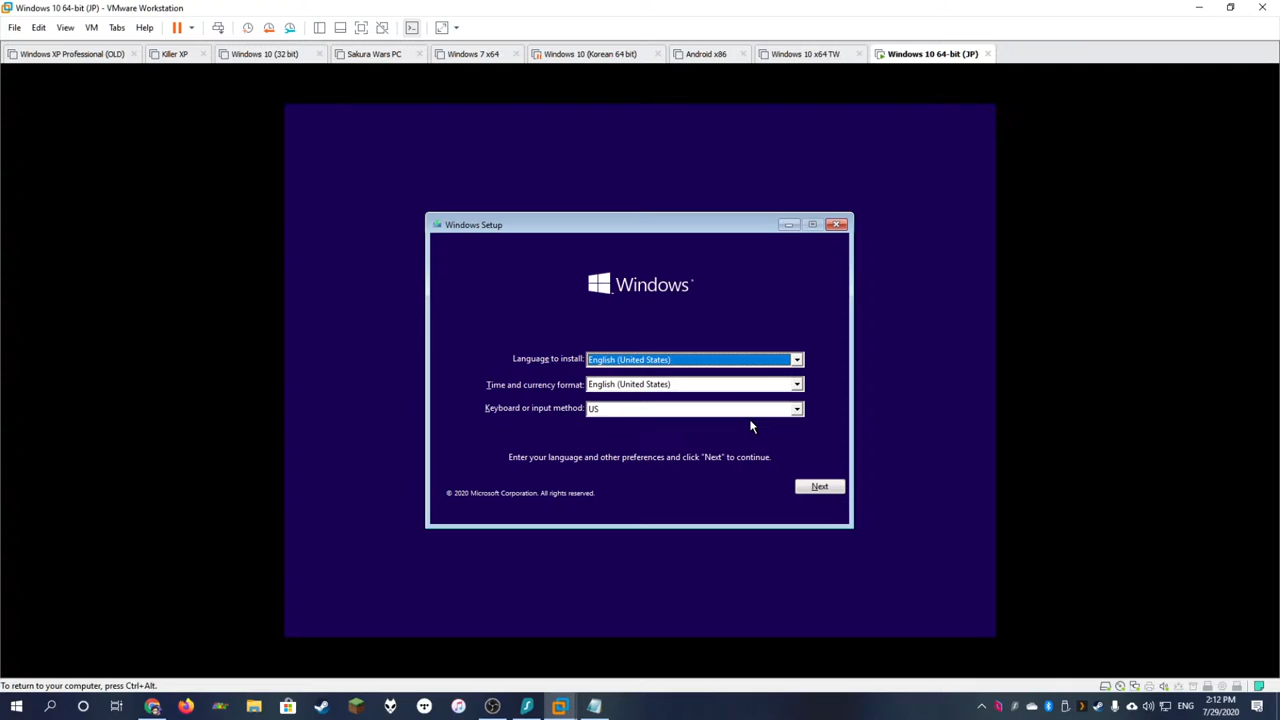 Windows 10 64-bit (JP) - VMware Workstation
File Edit View VM Tabs Help
Windows XP Professional (OLD) Killer XP Windows 10 (32 bit) Sakura Wars PC Windows 7 x64 Windows 10 (Korean 64 bit) Android x86 Windows 10 x64 TW Windows 10 64-bit (JP)
Windows Setup
Windows
Language to install: English (United States)
Time and currency format: English (United States)
Keyboard or input method: US
Enter your language and other preferences and click "Next" to continue.
© 2020 Microsoft Corporation. All rights reserved.
Next
To return to your computer, press Ctrl+Alt.
ENG
2:12 PM
7/29/2020